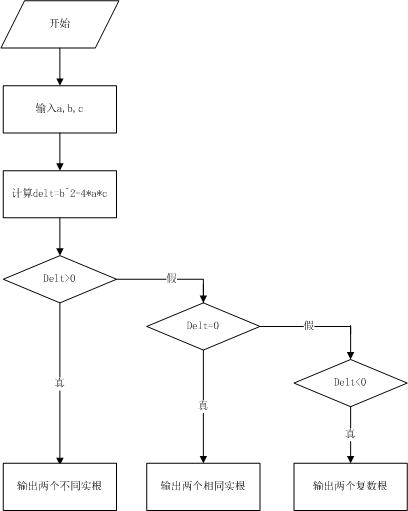 开始
输入a,b,c
计算delt=b^2-4*a*c
Delt>0
假
Delt=0
假
Delt<0
真
真
真
输出两个不同实根
输出两个相同实根
输出两个复数根